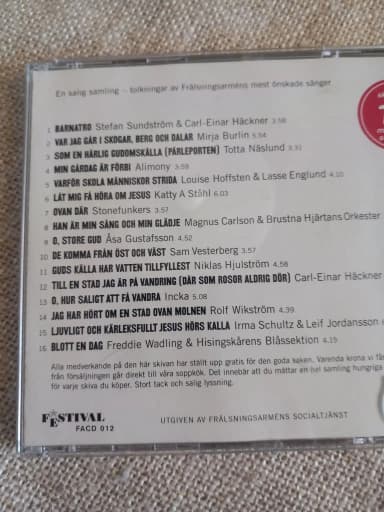 En salig samling – tolkningar av Frälsningsarméns mest önskade sånger.
1 BARNATRO Stefan Sundström & Carl-Einar Häckner 3.58
2 VAR JAG GÅR I SKOGAR, BERG OCH DALAR Mirja Burlin 5.54
3 SOM EN HÄRLIG GUDOMSKÄLLA (PÄRLEPORTEN) Totta Näslund 3.31
4 MIN GÅRDAG ÄR FÖRBI Alimony 3.59
5 VARFÖR SKOLA MÄNNISKOR STRIDA Louise Hoffsten & Lasse Englund 4.10
6 LÅT MIG FÅ HÖRA OM JESUS Katty A Ståhl 6.03
7 OVAN DÄR Stonefunkers 3.57
8 HAN ÄR MIN SÅNG OCH MIN GLÄDJE Magnus Carlson & Brustna Hjärtans Orkester
9 O, STORE GUD Åsa Gustafsson 4.52
10 DE KOMMA FRÅN ÖST OCH VÄST Sam Vesterberg 3.57
11 GUDS KÄLLA HAR VATTEN TILLFYLLEST Niklas Hjulström 4.58
12 TILL EN STAD JAG ÄR PÅ VANDRING (DÄR SOM ROSOR ALDRIG DÖR) Carl-Einar Häckner
13 O, HUR SALIGT ATT FÅ VANDRA Incka 5.08
14 JAG HAR HÖRT OM EN STAD OVAN MOLNEN Rolf Wikström 4.39
15 LJUVLIGT OCH KÄRLEKSFULLT JESUS HÖRS KALLA Irma Schultz & Leif Jordansson
16 BLOTT EN DAG Freddie Wadling & Hisingskårens Blåssektion 4.15
Alla medverkande på den här skivan har ställt upp gratis för den goda saken. Varenda krona vi få
från försäljningen går direkt till våra soppkök. Det innebär att du mättar en hel samling hungriga
för varje skiva du köper. Stort tack och salig lyssning.
FESTIVAL
FACD 012
UTGIVEN AV FRÄLSNINGSARMÉNS SOCIALTJÄNST